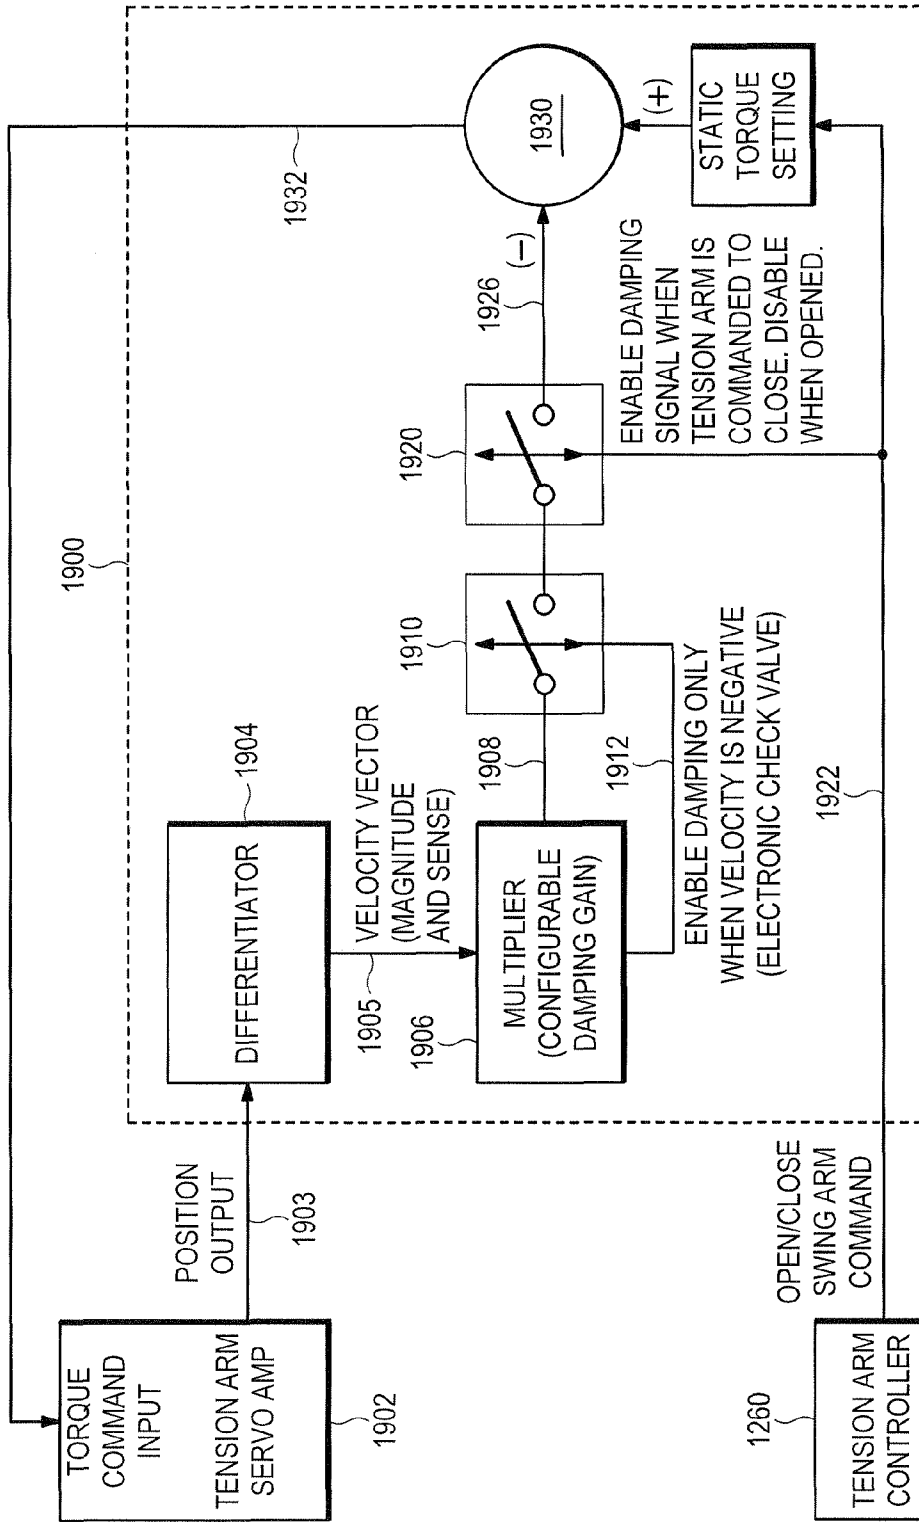 TORQUE
COMMAND
INPUT
TENSION ARM
SERVO AMP
1902
POSITION
OUTPUT
1903
1900
DIFFERENTIATOR
1904
1905
VELOCITY VECTOR
(MAGNITUDE
AND SENSE)
1906
MULTIPLIER
(CONFIGURABLE
DAMPING GAIN)
1908
1910
1912
ENABLE DAMPING ONLY
WHEN VELOCITY IS NEGATIVE
(ELECTRONIC CHECK VALVE)
1920
ENABLE DAMPING
SIGNAL WHEN
TENSION ARM IS
COMMANDED TO
CLOSE. DISABLE
WHEN OPENED.
1926
(−)
1930
1932
(+)
STATIC
TORQUE
SETTING
1260
TENSION ARM
CONTROLLER
OPEN/CLOSE
SWING ARM
COMMAND
1922